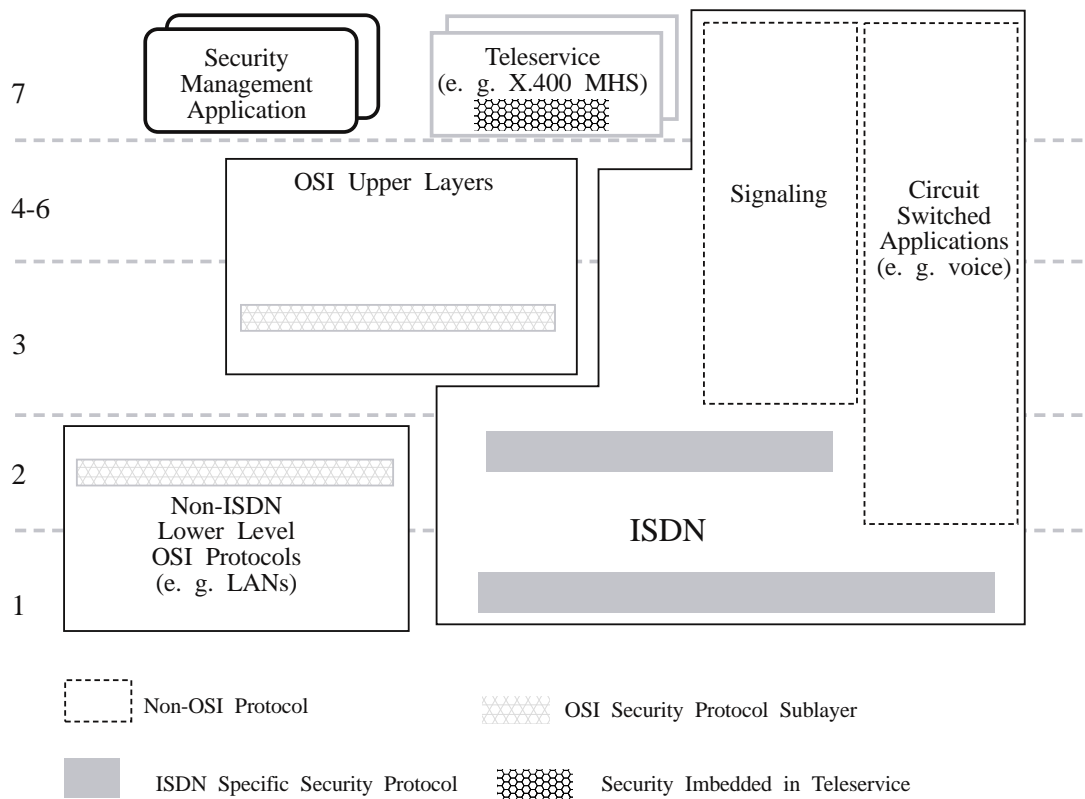 7
Security
Management
Application
Teleservice
(e. g. X.400 MHS)
4-6
OSI Upper Layers
Signaling
Circuit
Switched
Applications
(e. g. voice)
3
2
Non-ISDN
Lower Level
OSI Protocols
(e. g. LANs)
ISDN
1
Non-OSI Protocol
OSI Security Protocol Sublayer
ISDN Specific Security Protocol
Security Imbedded in Teleservice